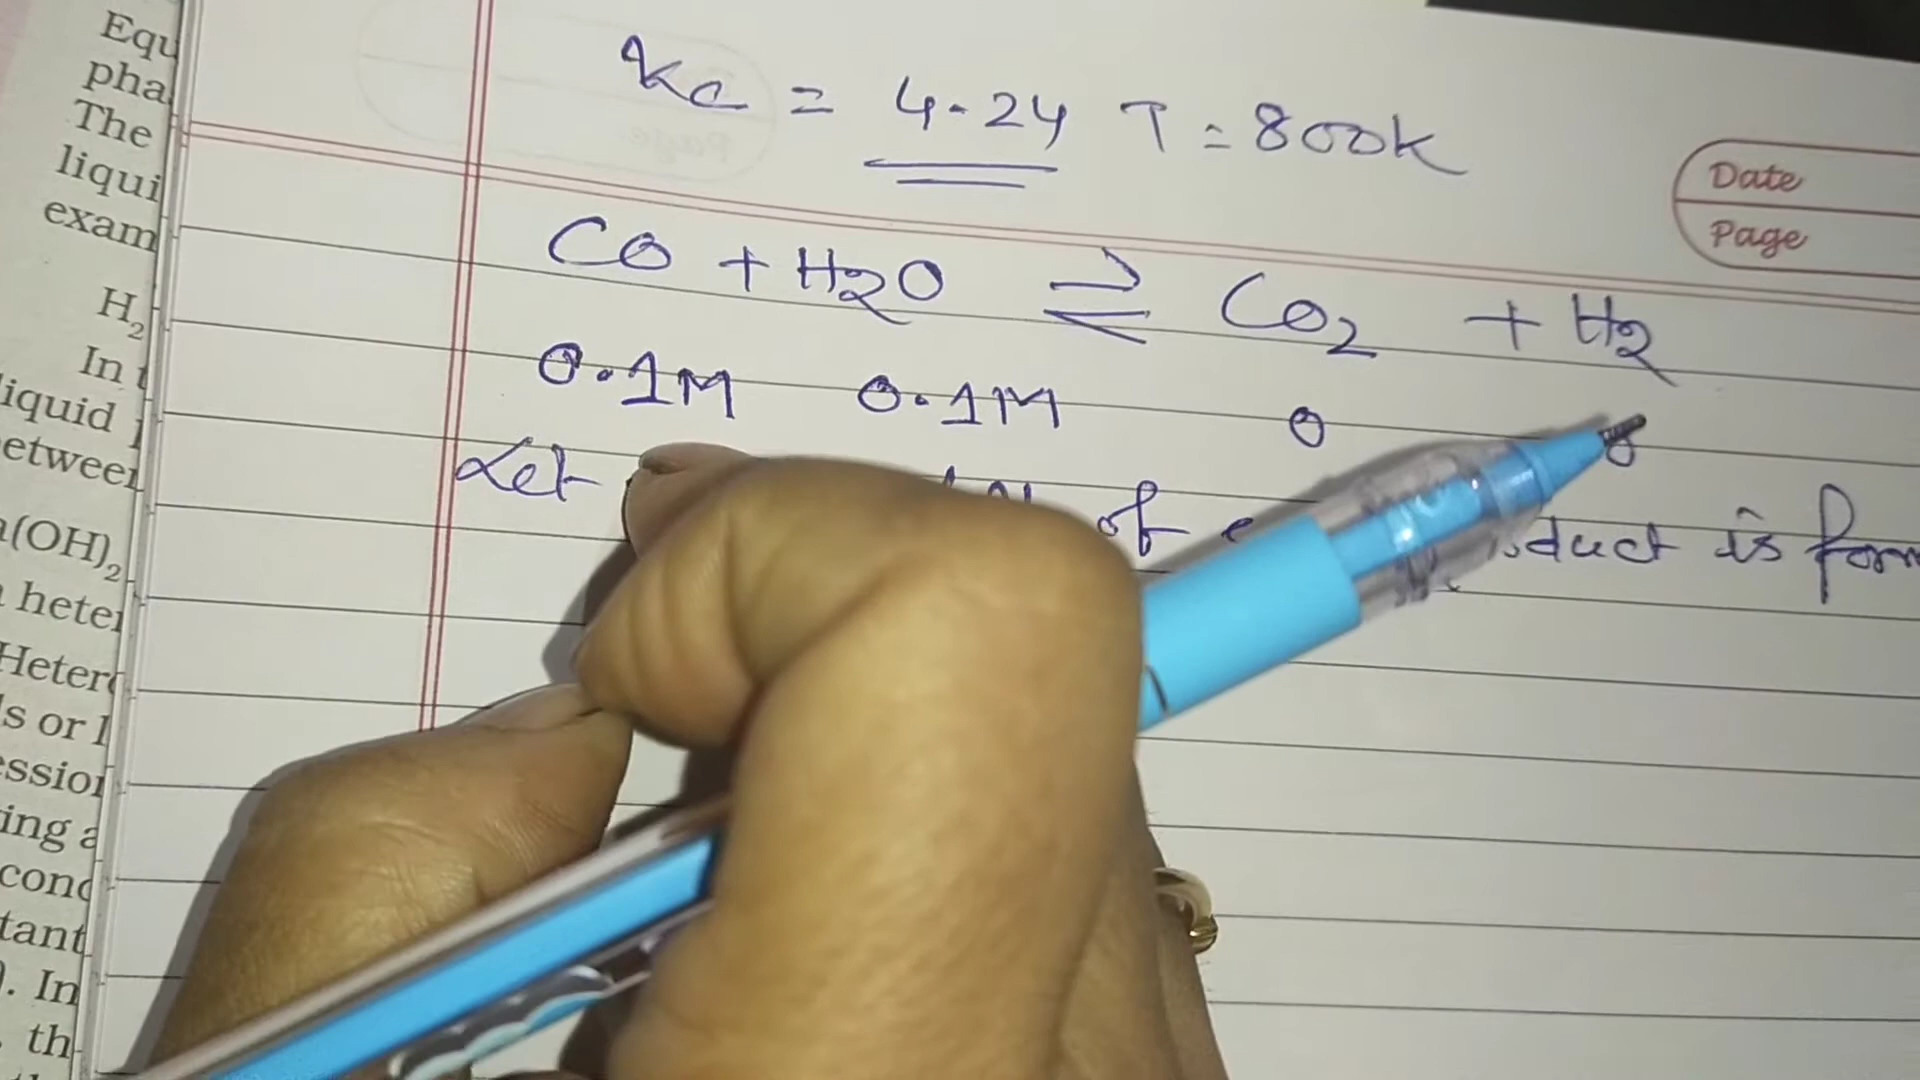 Equ
pha
The
liqui
exam
H2
In t
iquid
etween
(OH)2
heter
Heter
s or l
ssion
ing a
cond
tant
. In
th
Kc = 4.24 T = 800K
Date
Page
CO + H2O ⇌ CO2 + H2
0.1M 0.1M 0 0
Let of duct is form